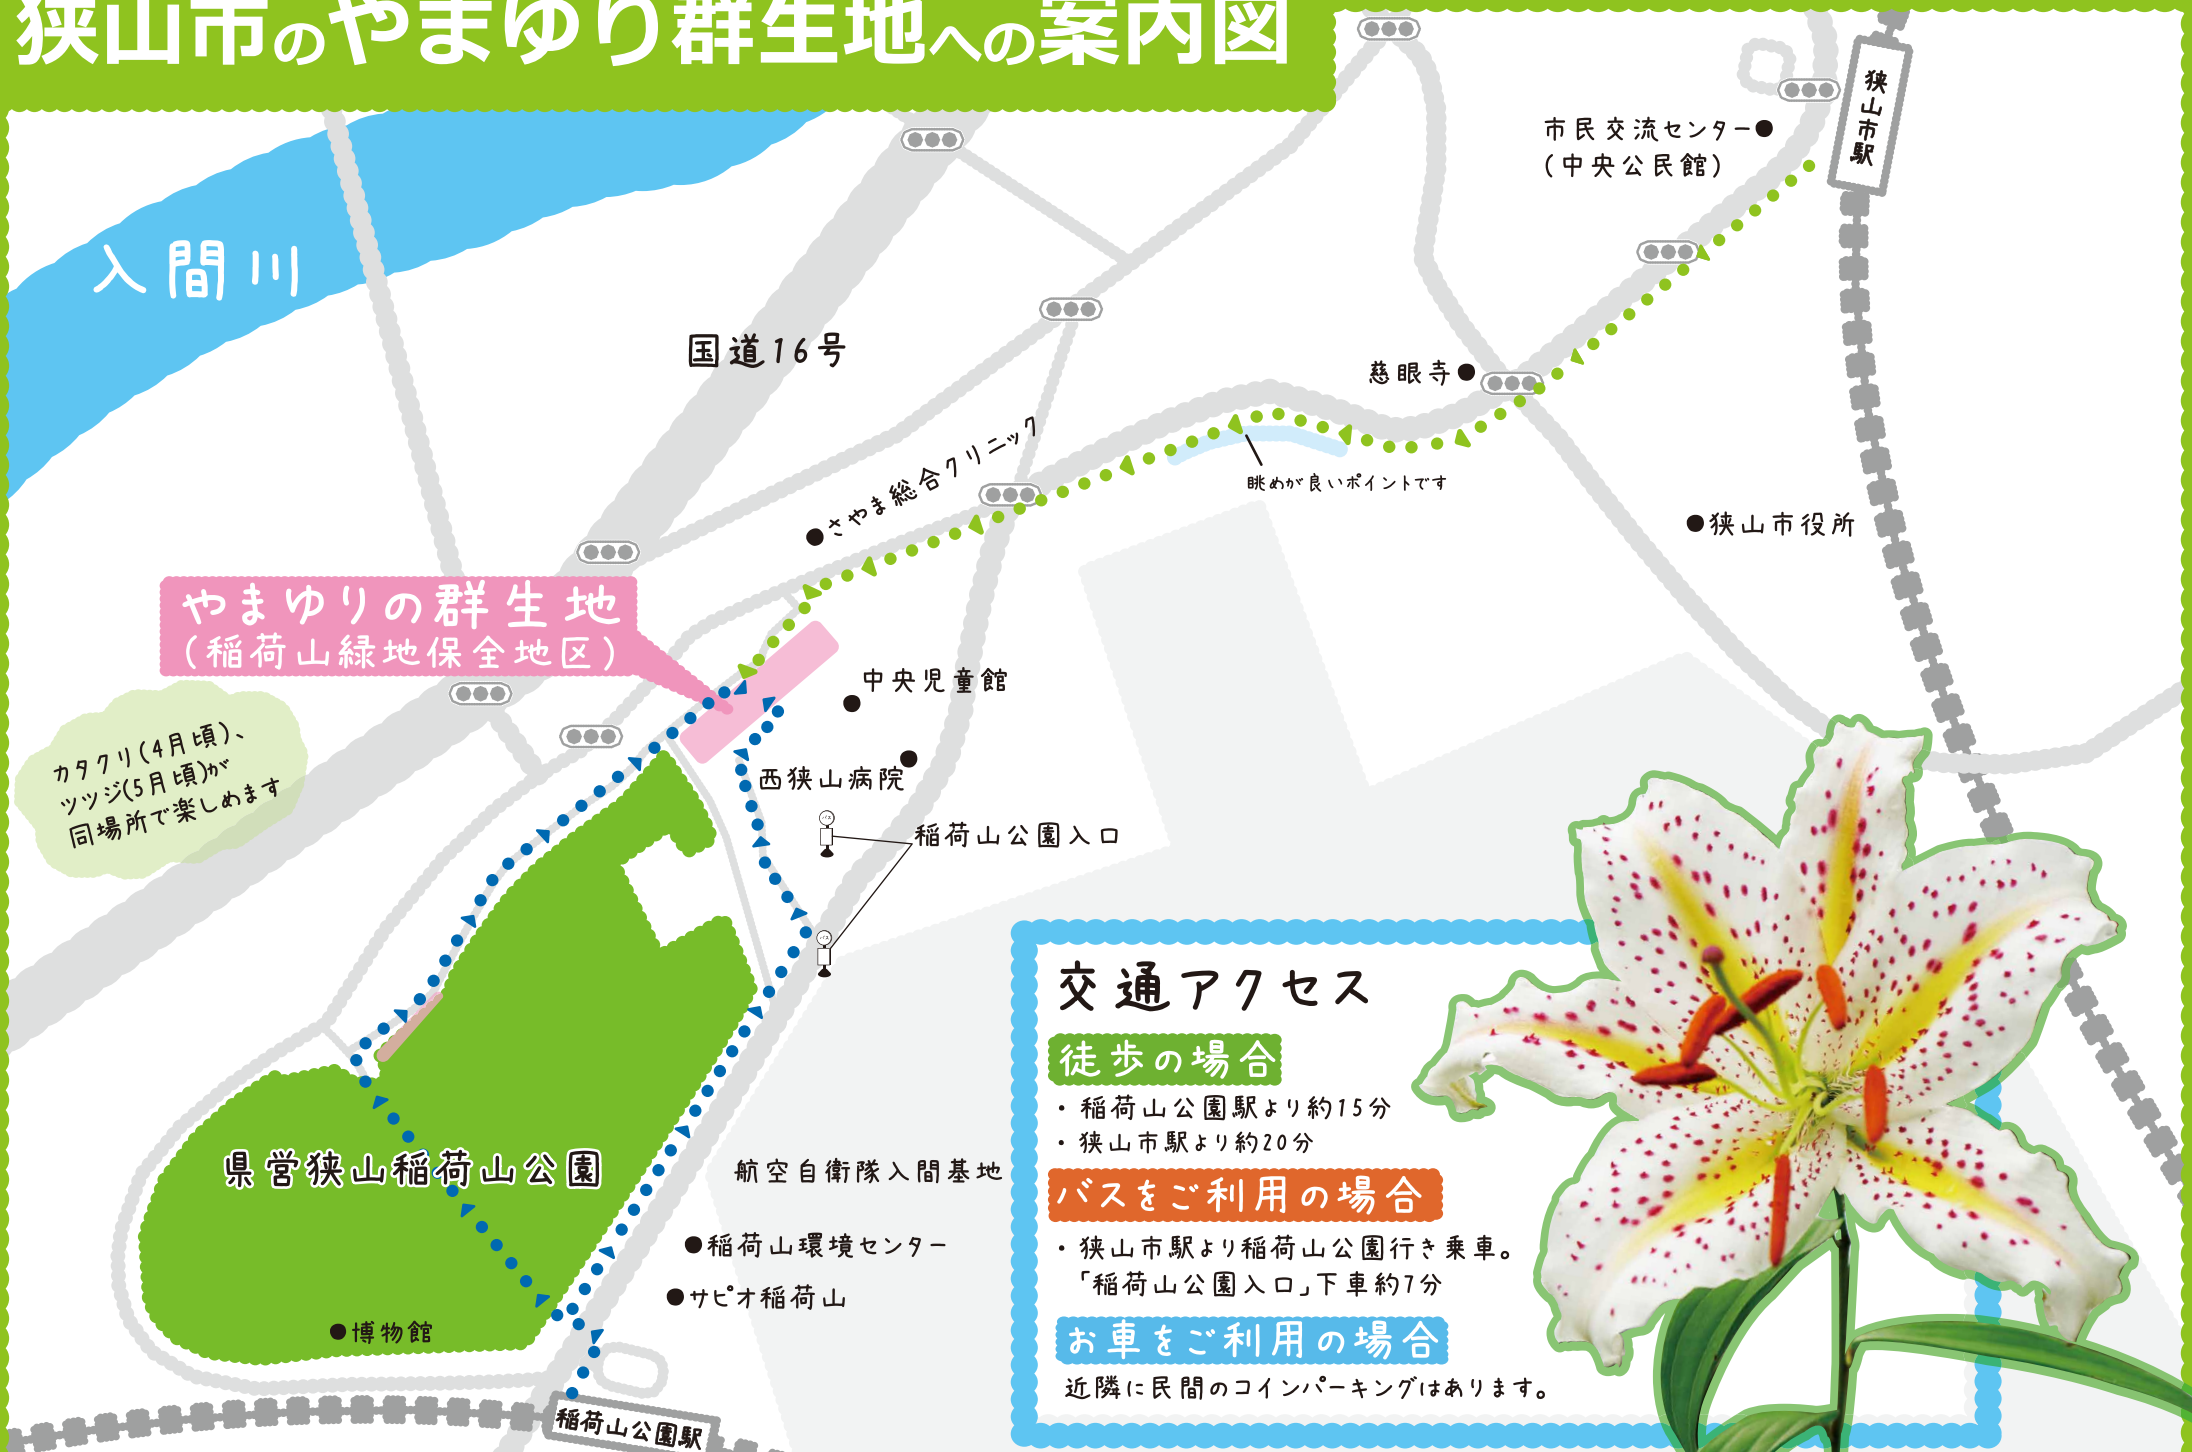 狭山市のやまゆり群生地への案内図
狭山市駅
市民交流センター
(中央公民館)
入間川
国道16号
慈眼寺
さやま総合クリニック
眺めが良いポイントです
狭山市役所
やまゆりの群生地
(稲荷山緑地保全地区)
中央児童館
カタクリ(4月頃)、
ツツジ(5月頃)が
同場所で楽しめます
西狭山病院
バス
稲荷山公園入口
バス
交通アクセス
徒歩の場合
・稲荷山公園駅より約15分
・狭山市駅より約20分
バスをご利用の場合
・狭山市駅より稲荷山公園行き乗車。
「稲荷山公園入口」下車約7分
お車をご利用の場合
近隣に民間のコインパーキングはあります。
県営狭山稲荷山公園
航空自衛隊入間基地
稲荷山環境センター
サピオ稲荷山
博物館
稲荷山公園駅